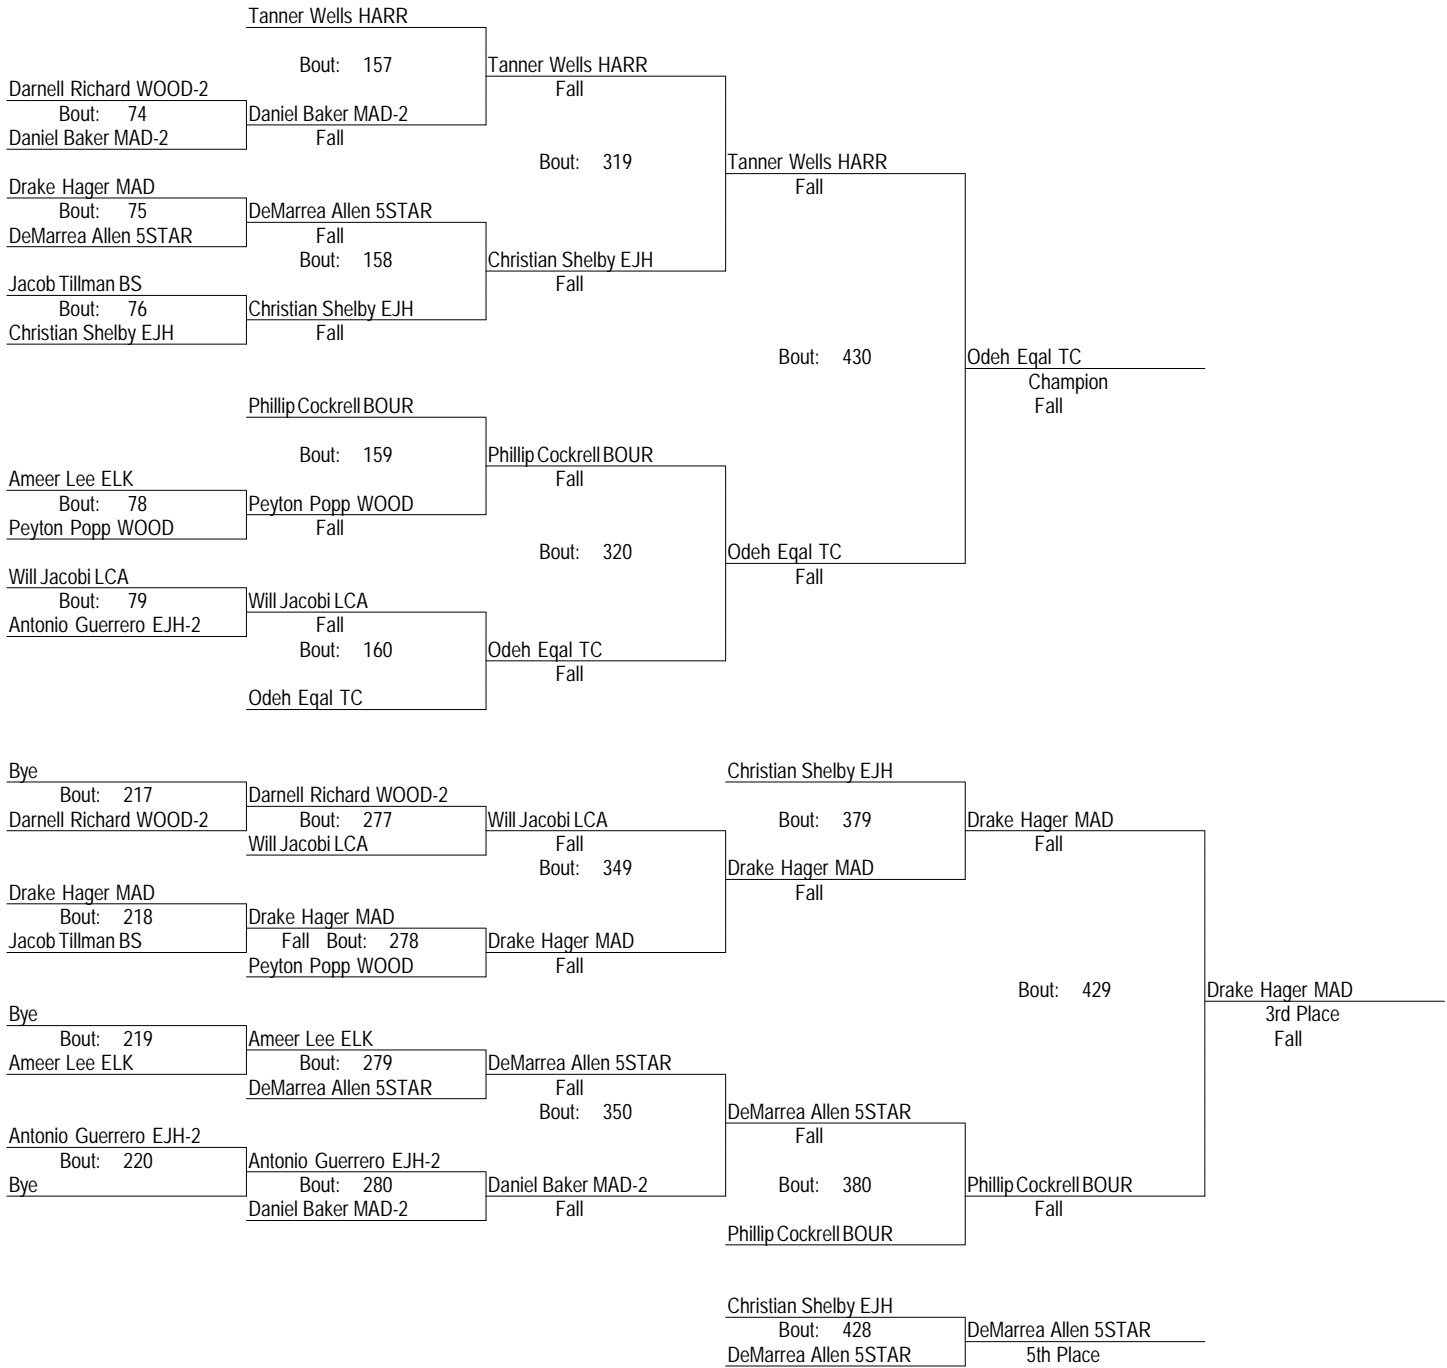 Tanner Wells HARR
Bout: 157
Tanner Wells HARR
Fall
Darnell Richard WOOD-2
Bout: 74
Daniel Baker MAD-2
Daniel Baker MAD-2
Fall
Bout: 319
Tanner Wells HARR
Fall
Drake Hager MAD
Bout: 75
DeMarrea Allen 5STAR
DeMarrea Allen 5STAR
Fall
Bout: 158
Christian Shelby EJH
Fall
Jacob Tillman BS
Bout: 76
Christian Shelby EJH
Christian Shelby EJH
Fall
Bout: 430
Odeh Eqal TC
Champion
Fall
Phillip Cockrell BOUR
Bout: 159
Phillip Cockrell BOUR
Fall
Ameer Lee ELK
Bout: 78
Peyton Popp WOOD
Peyton Popp WOOD
Fall
Bout: 320
Odeh Eqal TC
Fall
Will Jacobi LCA
Bout: 79
Antonio Guerrero EJH-2
Will Jacobi LCA
Fall
Bout: 160
Odeh Eqal TC
Fall
Odeh Eqal TC
Bye
Bout: 217
Darnell Richard WOOD-2
Darnell Richard WOOD-2
Bout: 277
Will Jacobi LCA
Will Jacobi LCA
Fall
Bout: 349
Christian Shelby EJH
Bout: 379
Drake Hager MAD
Fall
Drake Hager MAD
Fall
Drake Hager MAD
Bout: 218
Jacob Tillman BS
Drake Hager MAD
Fall Bout: 278
Peyton Popp WOOD
Drake Hager MAD
Fall
Bout: 429
Drake Hager MAD
3rd Place
Fall
Bye
Bout: 219
Ameer Lee ELK
Ameer Lee ELK
Bout: 279
DeMarrea Allen 5STAR
DeMarrea Allen 5STAR
Fall
Bout: 350
DeMarrea Allen 5STAR
Fall
Antonio Guerrero EJH-2
Bout: 220
Bye
Antonio Guerrero EJH-2
Bout: 280
Daniel Baker MAD-2
Daniel Baker MAD-2
Fall
Bout: 380
Phillip Cockrell BOUR
Fall
Phillip Cockrell BOUR
Christian Shelby EJH
Bout: 428
DeMarrea Allen 5STAR
DeMarrea Allen 5STAR
5th Place